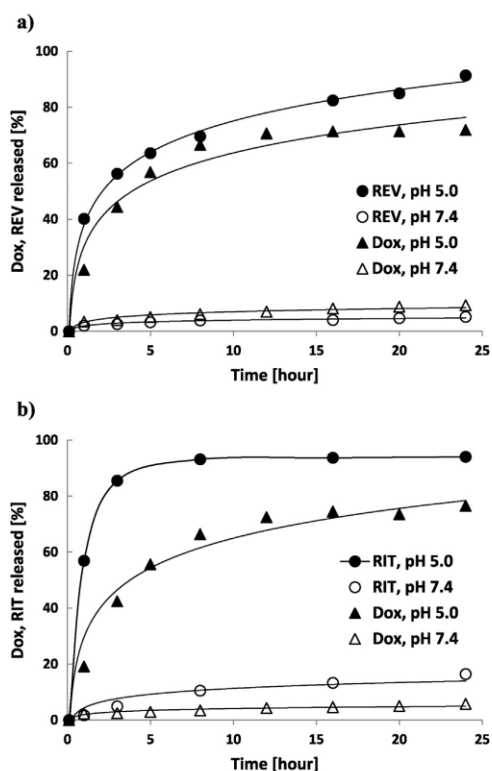 a)
100
80
60
40
20
0
Dox, REV released [%]
REV, pH 5.0
REV, pH 7.4
Dox, pH 5.0
Dox, pH 7.4
0 5 10 15 20 25
Time [hour]
b)
100
80
60
40
20
0
Dox, RIT released [%]
RIT, pH 5.0
RIT, pH 7.4
Dox, pH 5.0
Dox, pH 7.4
0 5 10 15 20 25
Time [hour]